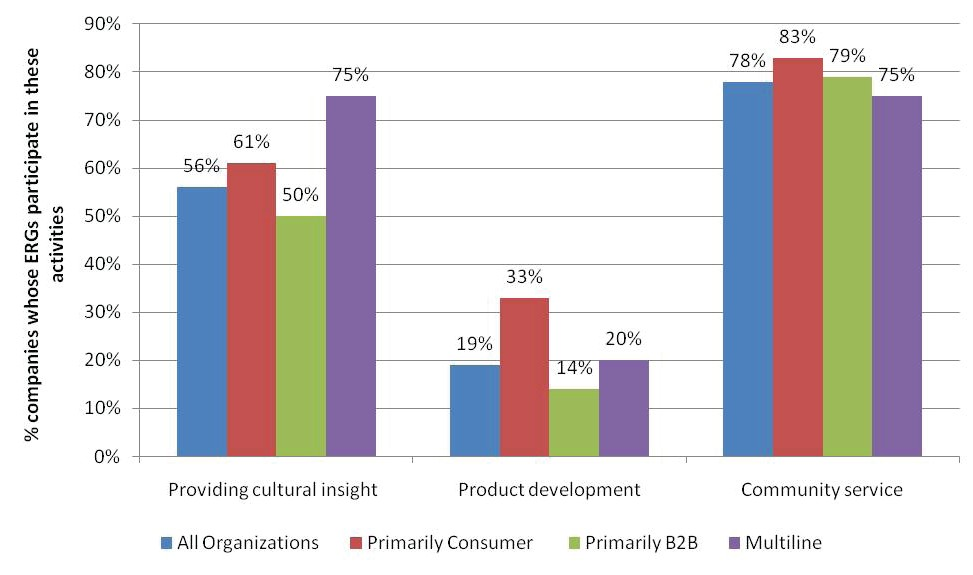 % companies whose ERGs participate in these
activities
90%
80%
70%
60%
50%
40%
30%
20%
10%
0%
56%
61%
50%
75%
19%
33%
14%
20%
78%
83%
79%
75%
Providing cultural insight
Product development
Community service
All Organizations
Primarily Consumer
Primarily B2B
Multiline